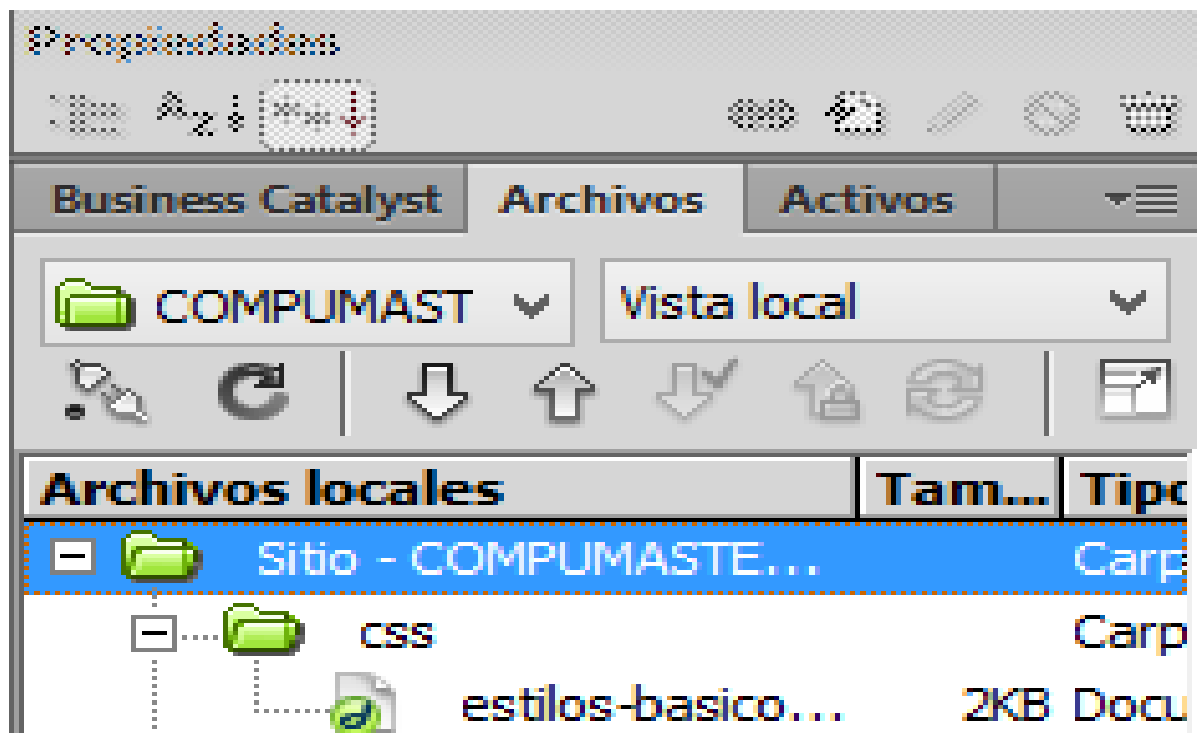 Propiedades
Business Catalyst Archivos Activos
COMPUMAST Vista local
Archivos locales Tam... Tipo
Sitio - COMPUMASTE... Carp
css Carp
estilos-basico... 2KB Docu